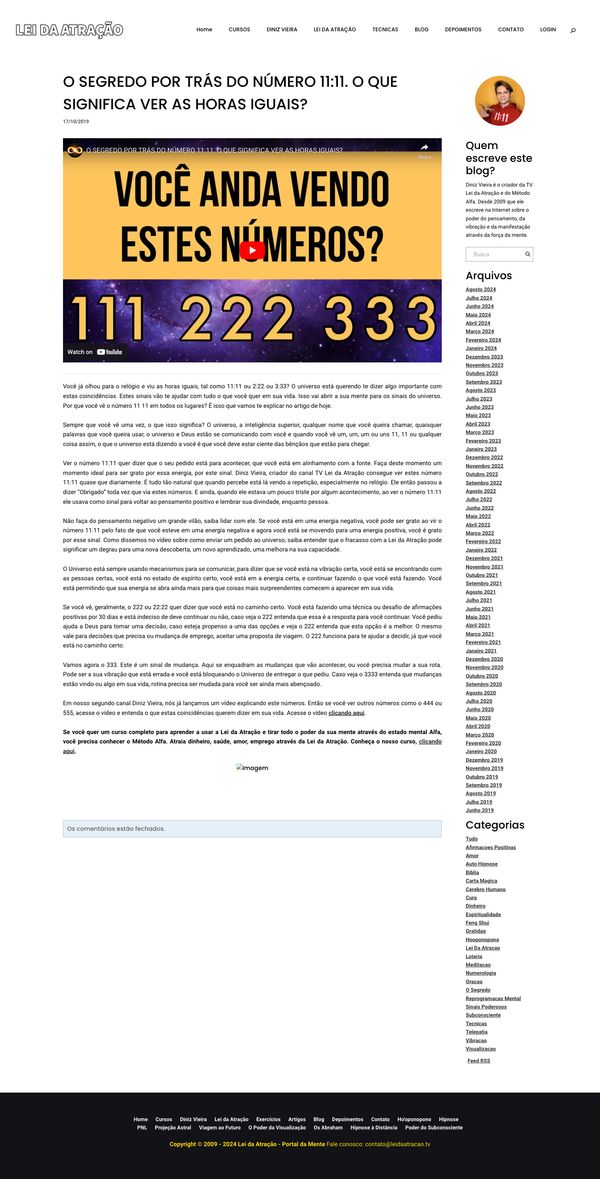 LEI DA ATRAÇÃO
Home CURSOS DINIZ VIEIRA LEI DA ATRAÇÃO TECNICAS BLOG DEPOIMENTOS CONTATO LOGIN
O SEGREDO POR TRÁS DO NÚMERO 11:11. O QUE
SIGNIFICA VER AS HORAS IGUAIS?
17/10/2019
O SEGREDO POR TRÁS DO NÚMERO 11:11. O QUE SIGNIFICA VER AS HORAS IGUAIS?
Share
VOCÊ ANDA VENDO
ESTES NÚMEROS?
111 222 333
Watch on YouTube
Você já olhou para o relógio e viu as horas iguais, tal como 11:11 ou 2:22 ou 3:33? O universo está querendo te dizer algo importante com
estas coincidências. Estes sinais vão te ajudar com tudo o que você quer em sua vida. Isso vai abrir a sua mente para os sinais do universo.
Por que você vê o número 11 11 em todos os lugares? É isso que vamos te explicar no artigo de hoje.
Sempre que você vê uma vez, o que isso significa? O universo, a inteligência superior, qualquer nome que você queira chamar, quaisquer
palavras que você queira usar, o universo e Deus estão se comunicando com você e quando você vê um, um, um ou uns 11, 11 ou qualquer
coisa assim, o que o universo está dizendo a você é que você deve estar ciente das bênçãos que estão para chegar.
Ver o número 11:11 quer dizer que o seu pedido está para acontecer, que você está em alinhamento com a fonte. Faça deste momento um
momento ideal para ser grato por essa energia, por este sinal. Diniz Vieira, criador do canal TV Lei da Atração consegue ver estes número
11:11 quase que diariamente. É tudo tão natural que quando percebe está lá vendo a repetição, especialmente no relógio. Ele então passou a
dizer "Obrigado" toda vez que via estes números. E ainda, quando ele estava um pouco triste por algum acontecimento, ao ver o número 11:11
ele usava como sinal para voltar ao pensamento positivo e lembrar sua divindade, enquanto pessoa.
Não faça do pensamento negativo um grande vilão, saiba lidar com ele. Se você está em uma energia negativa, você pode ser grato ao vir o
número 11:11 pelo fato de que você esteve em uma energia negativa e agora você está se movendo para uma energia positiva, você é grato
por esse sinal. Como dissemos no vídeo sobre como enviar um pedido ao universo, saiba entender que o fracasso com a Lei da Atração pode
significar um degrau para uma nova descoberta, um novo aprendizado, uma melhora na sua capacidade.
O Universo está sempre usando mecanismos para se comunicar, para dizer que se você está na vibração certa, você está se encontrando com
as pessoas certas, você está no estado de espírito certo, você está em a energia certa, e continuar fazendo o que você está fazendo. Você
está permitindo que sua energia se abra ainda mais para que coisas mais surpreendentes comecem a aparecer em sua vida.
Se você vê, geralmente, o 222 ou 22:22 quer dizer que você está no caminho certo. Você está fazendo uma técnica ou desafio de afirmações
positivas por 30 dias e está indeciso de deve continuar ou não, caso veja o 222 entenda que essa é a resposta para você continuar. Você pediu
ajuda a Deus para tomar uma decisão, caso esteja propenso a uma das opções e veja o 222 entenda que esta opção é a melhor. O mesmo
vale para decisões que precisa ou mudança de emprego, aceitar uma proposta de viagem. O 222 funciona para te ajudar a decidir, já que você
está no caminho certo.
Vamos agora o 333. Este é um sinal de mudança. Aqui se enquadram as mudanças que vão acontecer, ou você precisa mudar a sua rota.
Pode ser a sua vibração que está errada e você está bloqueando o Universo de entregar o que pediu. Caso veja o 3333 entenda que mudanças
estão vindo ou algo em sua vida, rotina precisa ser mudada para você ser ainda mais abençoado.
Em nosso segundo canal Diniz Vieira, nós já lançamos um vídeo explicando este números. Então se você ver outros números como o 444 ou
555, acesse o vídeo e entenda o que estas coincidências querem dizer em sua vida. Acesse o vídeo clicando aqui.
Se você quer um curso completo para aprender a usar a Lei da Atração e tirar todo o poder da sua mente através do estado mental Alfa,
você precisa conhecer o Método Alfa. Atraia dinheiro, saúde, amor, emprego através da Lei da Atração. Conheça o nosso curso, clicando
aqui.
Imagem
Os comentários estão fechados.
11:11
Quem
escreve este
blog?
Diniz Vieira é o criador da TV
Lei da Atração e do Método
Alfa. Desde 2009 que ele
escreve na Internet sobre o
poder do pensamento, da
vibração e da manifestação
através da força da mente.
Busca
Arquivos
Agosto 2024
Julho 2024
Junho 2024
Maio 2024
Abril 2024
Março 2024
Fevereiro 2024
Janeiro 2024
Dezembro 2023
Novembro 2023
Outubro 2023
Setembro 2023
Agosto 2023
Julho 2023
Junho 2023
Maio 2023
Abril 2023
Março 2023
Fevereiro 2023
Janeiro 2023
Dezembro 2022
Novembro 2022
Outubro 2022
Setembro 2022
Agosto 2022
Julho 2022
Junho 2022
Maio 2022
Abril 2022
Março 2022
Fevereiro 2022
Janeiro 2022
Dezembro 2021
Novembro 2021
Outubro 2021
Setembro 2021
Agosto 2021
Julho 2021
Junho 2021
Maio 2021
Abril 2021
Março 2021
Fevereiro 2021
Janeiro 2021
Dezembro 2020
Novembro 2020
Outubro 2020
Setembro 2020
Agosto 2020
Julho 2020
Junho 2020
Maio 2020
Abril 2020
Março 2020
Fevereiro 2020
Janeiro 2020
Dezembro 2019
Novembro 2019
Outubro 2019
Setembro 2019
Agosto 2019
Julho 2019
Junho 2019
Categorias
Tudo
Afirmacoes Positivas
Amor
Auto Hipnose
Bíblia
Carta Magica
Cerebro Humano
Cura
Dinheiro
Espiritualidade
Feng Shui
Gratidao
Hooponopono
Lei Da Atracao
Loteria
Meditacao
Numerologia
Oracao
O Segredo
Reprogramacao Mental
Sinais Poderosos
Subconsciente
Tecnicas
Telepatia
Vibracao
Visualizacao
Feed RSS
Home Cursos Diniz Vieira Lei da Atração Exercícios Artigos Blog Depoimentos Contato Ho'oponopono Hipnose
PNL Projeção Astral Viagem ao Futuro O Poder da Visualização Os Abraham Hipnose à Distância Poder do Subconsciente
Copyright © 2009 - 2024 Lei da Atração - Portal da Mente Fale conosco: contato@leidaatracao.tv